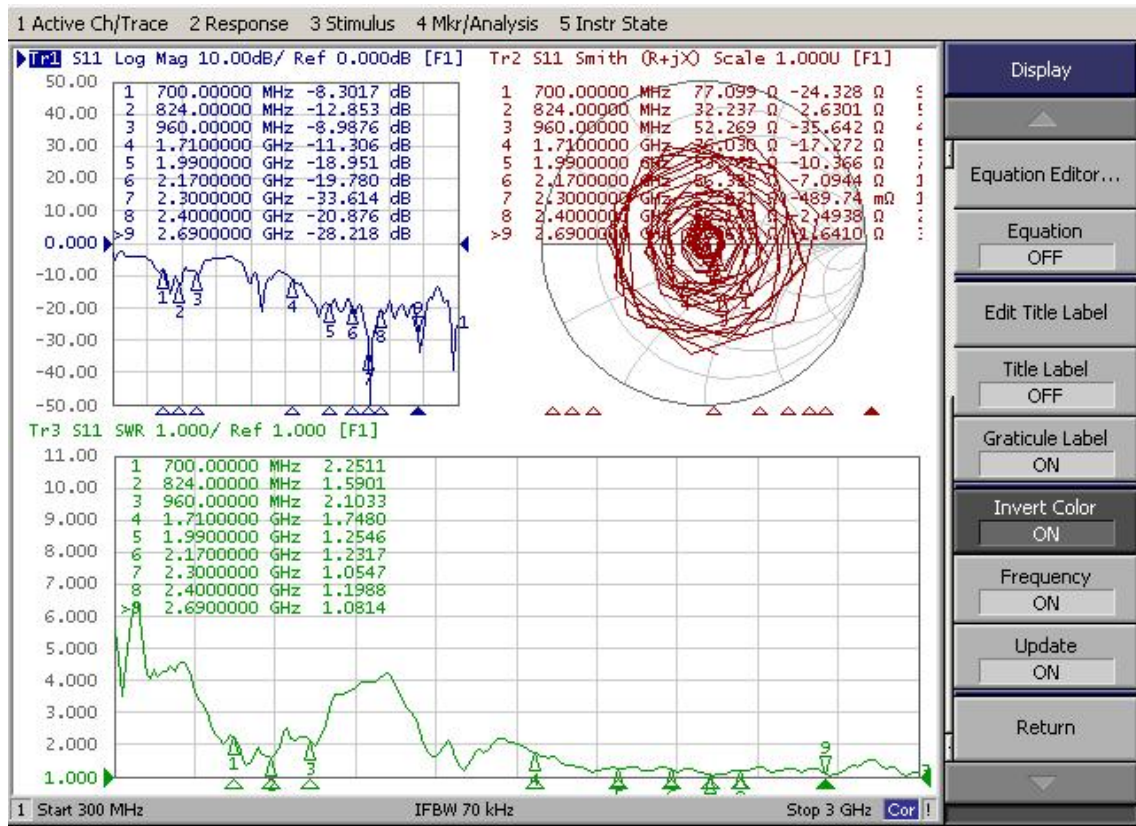 1 Active Ch/Trace 2 Response 3 Stimulus 4 Mkr/Analysis 5 Instr State
Tr1 S11 Log Mag 10.00dB/ Ref 0.000dB [F1]
50.00
40.00
30.00
20.00
10.00
0.000
-10.00
-20.00
-30.00
-40.00
-50.00
1 700.00000 MHz -8.3017 dB
2 824.00000 MHz -12.853 dB
3 960.00000 MHz -8.9876 dB
4 1.7100000 GHz -11.306 dB
5 1.9900000 GHz -18.951 dB
6 2.1700000 GHz -19.780 dB
7 2.3000000 GHz -33.614 dB
8 2.4000000 GHz -20.876 dB
>9 2.6900000 GHz -28.218 dB
Tr2 S11 Smith (R+jX) Scale 1.000U [F1]
1 700.00000 MHz 77.099 Ω -24.328 Ω
2 824.00000 MHz 32.237 Ω -2.6301 Ω
3 960.00000 MHz 52.269 Ω -35.642 Ω
4 1.7100000 GHz Ω -17.272 Ω
5 1.9900000 GHz Ω -10.366 Ω
6 2.1700000 GHz Ω -7.0944 Ω
7 2.3000000 GHz -489.74 mΩ
8 2.4000000 GHz Ω -2.4938 Ω
>9 2.6900000 GHz Ω
Tr3 S11 SWR 1.000/ Ref 1.000 [F1]
11.00
10.00
9.000
8.000
7.000
6.000
5.000
4.000
3.000
2.000
1.000
1 700.00000 MHz 2.2511
2 824.00000 MHz 1.5901
3 960.00000 MHz 2.1033
4 1.7100000 GHz 1.7480
5 1.9900000 GHz 1.2546
6 2.1700000 GHz 1.2317
7 2.3000000 GHz 1.0547
8 2.4000000 GHz 1.1988
>9 2.6900000 GHz 1.0814
1 Start 300 MHz IFBW 70 kHz Stop 3 GHz Cor !
Display
Equation Editor...
Equation
OFF
Edit Title Label
Title Label
OFF
Graticule Label
ON
Invert Color
ON
Frequency
ON
Update
ON
Return